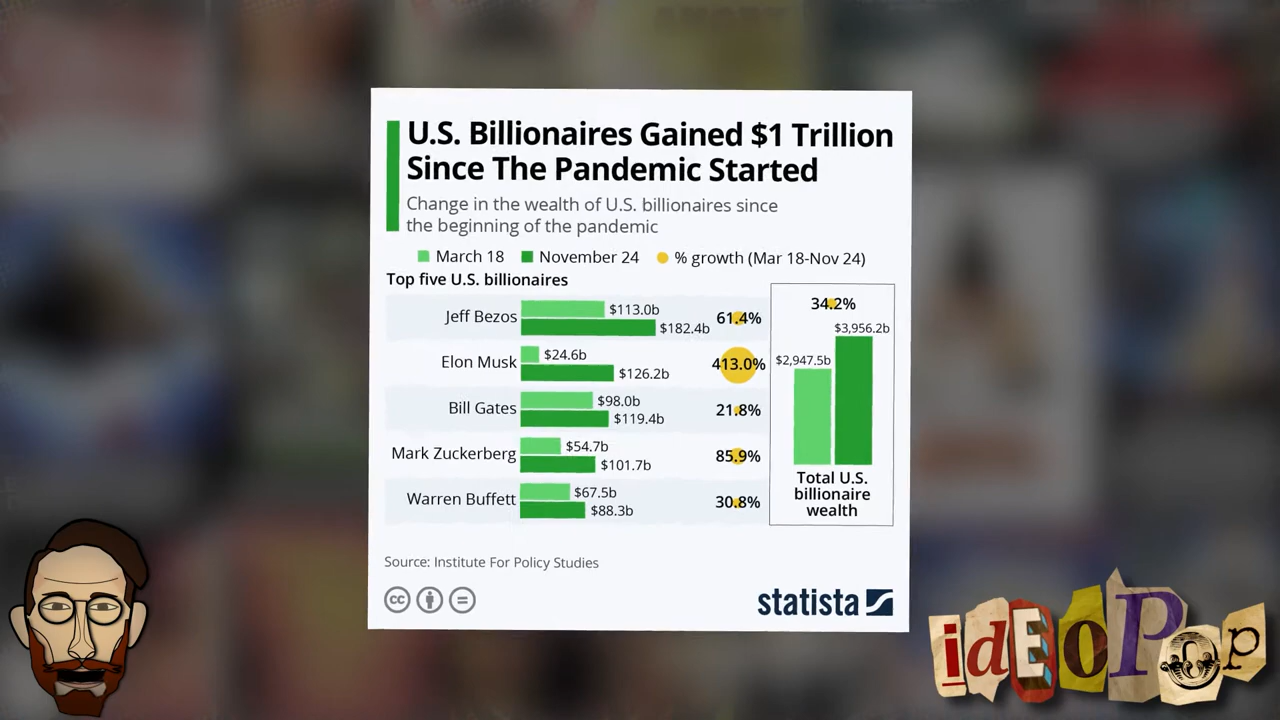 U.S. Billionaires Gained $1 Trillion
Since The Pandemic Started
Change in the wealth of U.S. billionaires since
the beginning of the pandemic
March 18 November 24 % growth (Mar 18-Nov 24)
Top five U.S. billionaires
Jeff Bezos $113.0b $182.4b 61.4%
Elon Musk $24.6b $126.2b 413.0%
Bill Gates $98.0b $119.4b 21.8%
Mark Zuckerberg $54.7b $101.7b 85.9%
Warren Buffett $67.5b $88.3b 30.8%
34.2%
$3,956.2b
$2,947.5b
Total U.S.
billionaire
wealth
Source: Institute For Policy Studies
cc
statista
idEoPoP